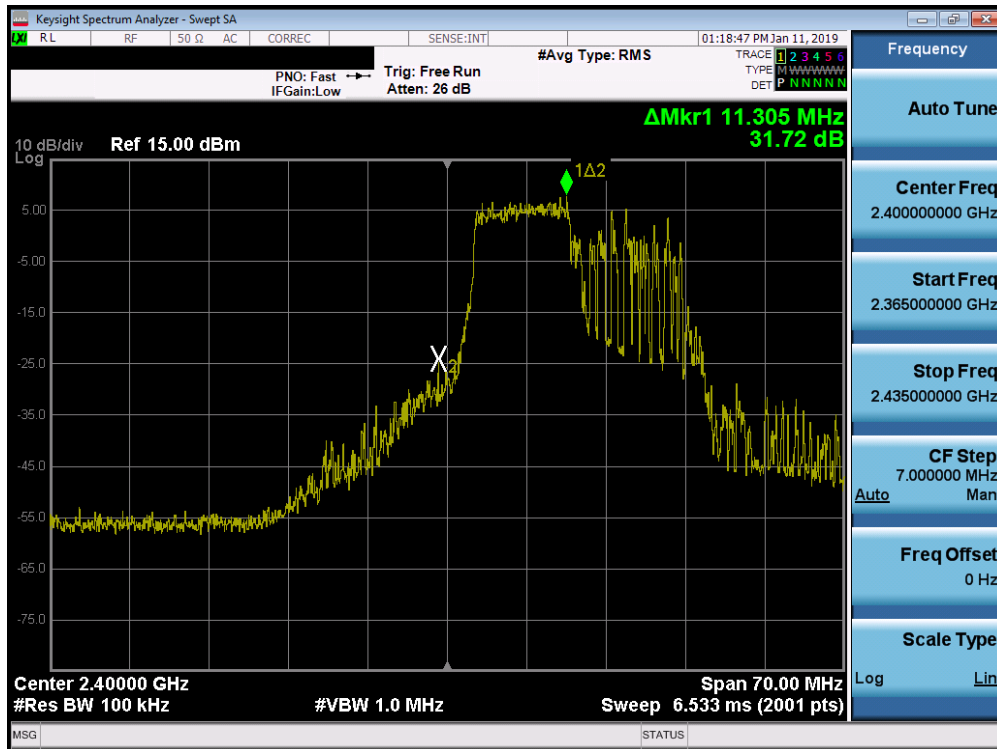 Keysight Spectrum Analyzer - Swept SA
LXI RL RF 50 Ω AC CORREC SENSE:INT 01:18:47 PM Jan 11, 2019
#Avg Type: RMS TRACE 1 2 3 4 5 6
PNO: Fast Trig: Free Run TYPE M W W W W W
IFGain:Low Atten: 26 dB DET P N N N N N
ΔMkr1 11.305 MHz
31.72 dB
10 dB/div Ref 15.00 dBm
Log
1Δ2
5.00
-5.00
-15.0
-25.0
X2
-35.0
-45.0
-55.0
-65.0
-75.0
Center 2.40000 GHz Span 70.00 MHz
#Res BW 100 kHz #VBW 1.0 MHz Sweep 6.533 ms (2001 pts)
MSG STATUS
Frequency
Auto Tune
Center Freq
2.400000000 GHz
Start Freq
2.365000000 GHz
Stop Freq
2.435000000 GHz
CF Step
7.000000 MHz
Auto Man
Freq Offset
0 Hz
Scale Type
Log Lin